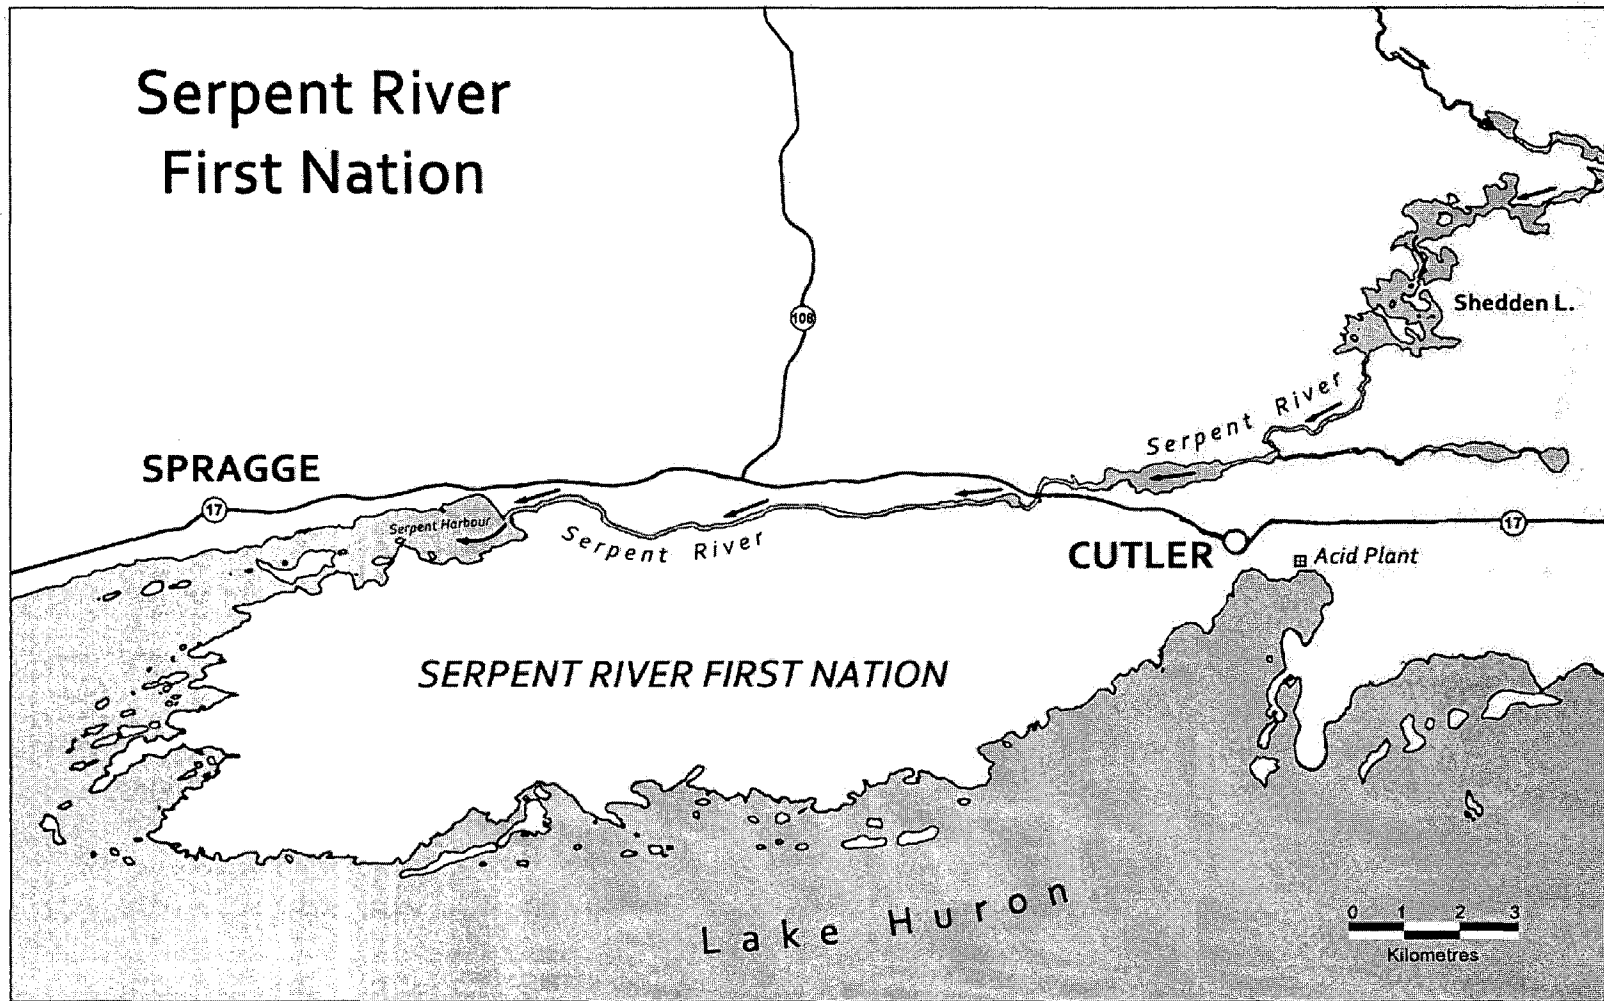 Serpent River
First Nation
108
Shedden L.
Serpent River
SPRAGGE
17
Serpent Harbour
Serpent River
17
CUTLER
Acid Plant
SERPENT RIVER FIRST NATION
Lake Huron
0 1 2 3
Kilometres